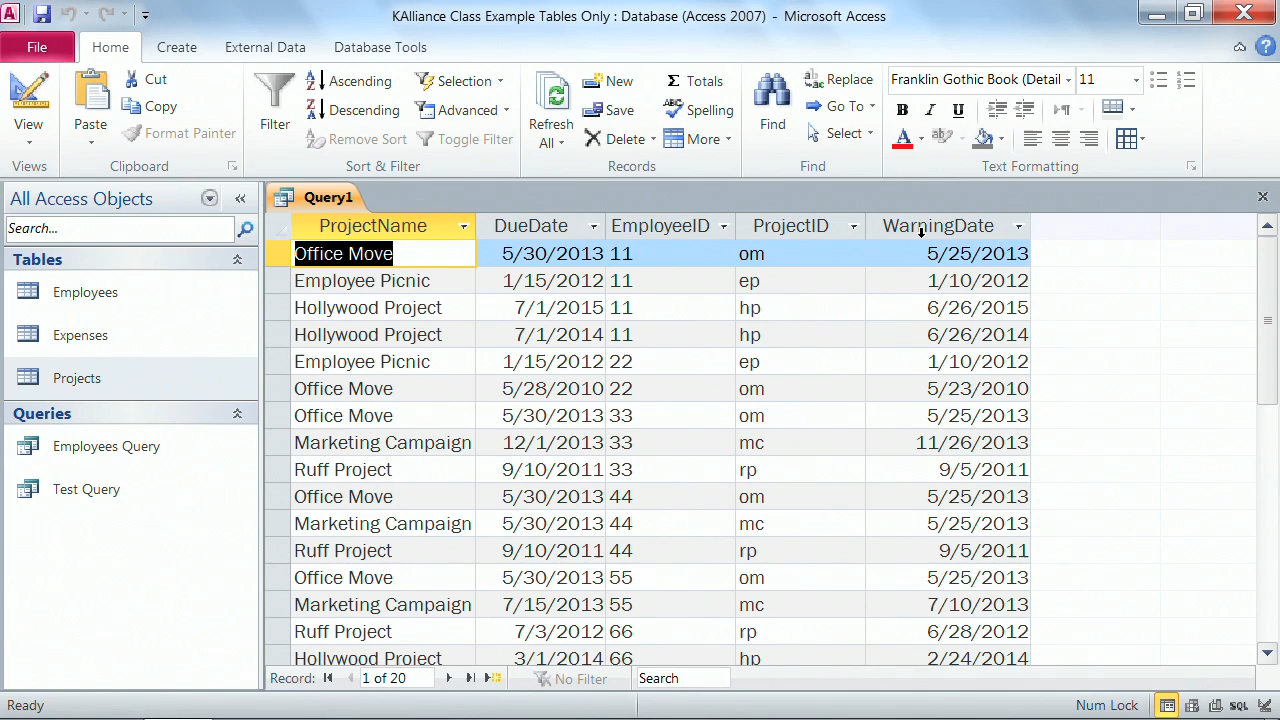 KAlliance Class Example Tables Only : Database (Access 2007) - Microsoft Access
File Home Create External Data Database Tools
View
Views
Paste
Cut
Copy
Format Painter
Clipboard
Filter
Ascending
Descending
Remove Sort
Selection
Advanced
Toggle Filter
Sort & Filter
Refresh
All
New
Save
Delete
Totals
Spelling
More
Records
Find
Replace
Go To
Select
Find
Franklin Gothic Book (Detail 11
B I U
A
Text Formatting
All Access Objects
Search...
Tables
Employees
Expenses
Projects
Queries
Employees Query
Test Query
Query1
ProjectName DueDate EmployeeID ProjectID WarningDate
Office Move 5/30/2013 11 om 5/25/2013
Employee Picnic 1/15/2012 11 ep 1/10/2012
Hollywood Project 7/1/2015 11 hp 6/26/2015
Hollywood Project 7/1/2014 11 hp 6/26/2014
Employee Picnic 1/15/2012 22 ep 1/10/2012
Office Move 5/28/2010 22 om 5/23/2010
Office Move 5/30/2013 33 om 5/25/2013
Marketing Campaign 12/1/2013 33 mc 11/26/2013
Ruff Project 9/10/2011 33 rp 9/5/2011
Office Move 5/30/2013 44 om 5/25/2013
Marketing Campaign 5/30/2013 44 mc 5/25/2013
Ruff Project 9/10/2011 44 rp 9/5/2011
Office Move 5/30/2013 55 om 5/25/2013
Marketing Campaign 7/15/2013 55 mc 7/10/2013
Ruff Project 7/3/2012 66 rp 6/28/2012
Hollywood Project 3/1/2014 66 hp 2/24/2014
Record: 1 of 20 No Filter Search
Ready Num Lock SQL